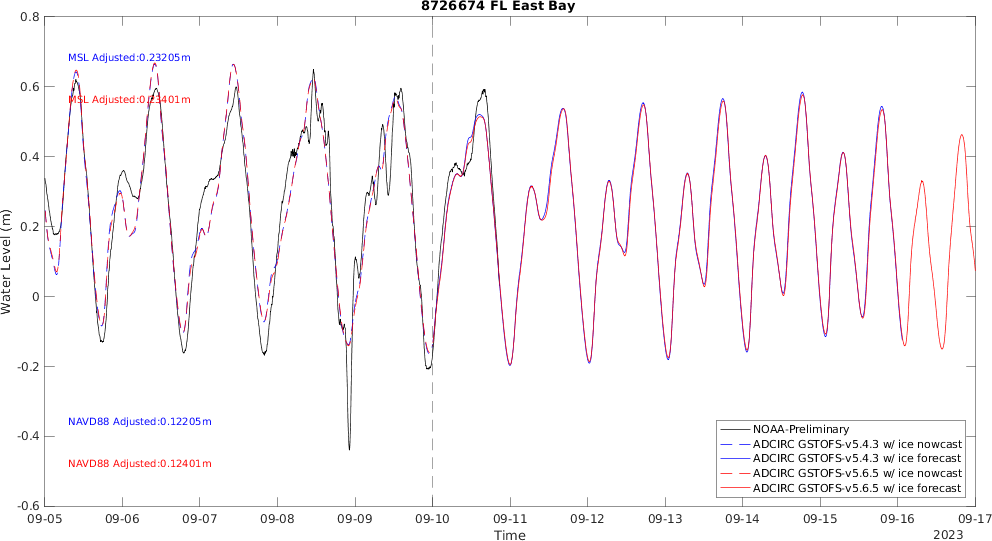 8726674 FL East Bay
0.8
0.6
0.4
0.2
0
-0.2
-0.4
-0.6
Water Level (m)
MSL Adjusted:0.23205m
MSL Adjusted:0.23401m
NAVD88 Adjusted:0.12205m
NAVD88 Adjusted:0.12401m
NOAA-Preliminary
ADCIRC GSTOFS-v5.4.3 w/ ice nowcast
ADCIRC GSTOFS-v5.4.3 w/ ice forecast
ADCIRC GSTOFS-v5.6.5 w/ ice nowcast
ADCIRC GSTOFS-v5.6.5 w/ ice forecast
09-05 09-06 09-07 09-08 09-09 09-10 09-11 09-12 09-13 09-14 09-15 09-16 09-17
Time
2023